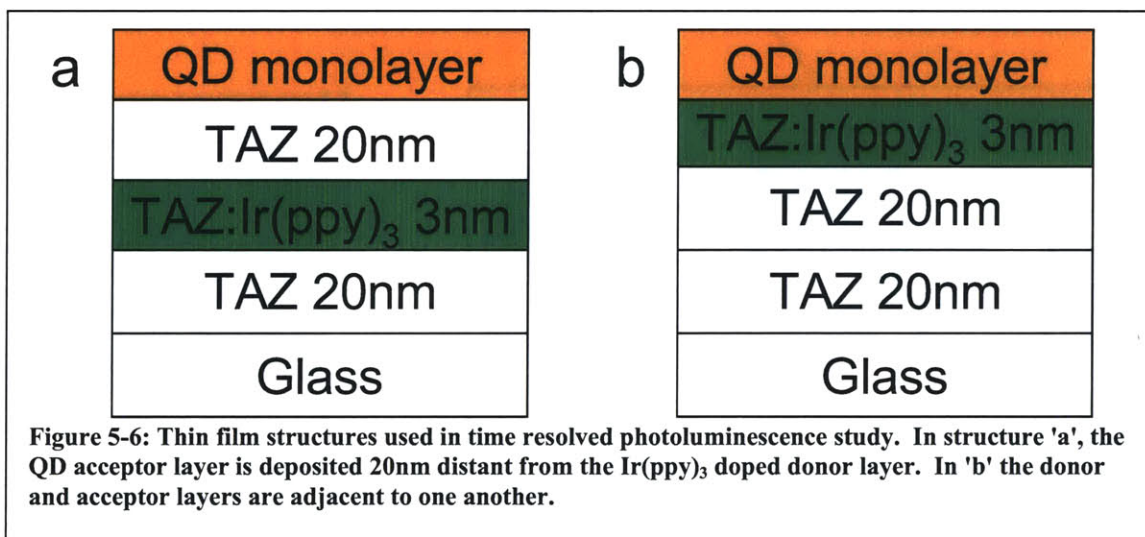 a
QD monolayer
TAZ 20nm
TAZ:Ir(ppy)₃ 3nm
TAZ 20nm
Glass
b
QD monolayer
TAZ:Ir(ppy)₃ 3nm
TAZ 20nm
TAZ 20nm
Glass
Figure 5-6: Thin film structures used in time resolved photoluminescence study. In structure 'a', the
QD acceptor layer is deposited 20nm distant from the Ir(ppy)₃ doped donor layer. In 'b' the donor
and acceptor layers are adjacent to one another.